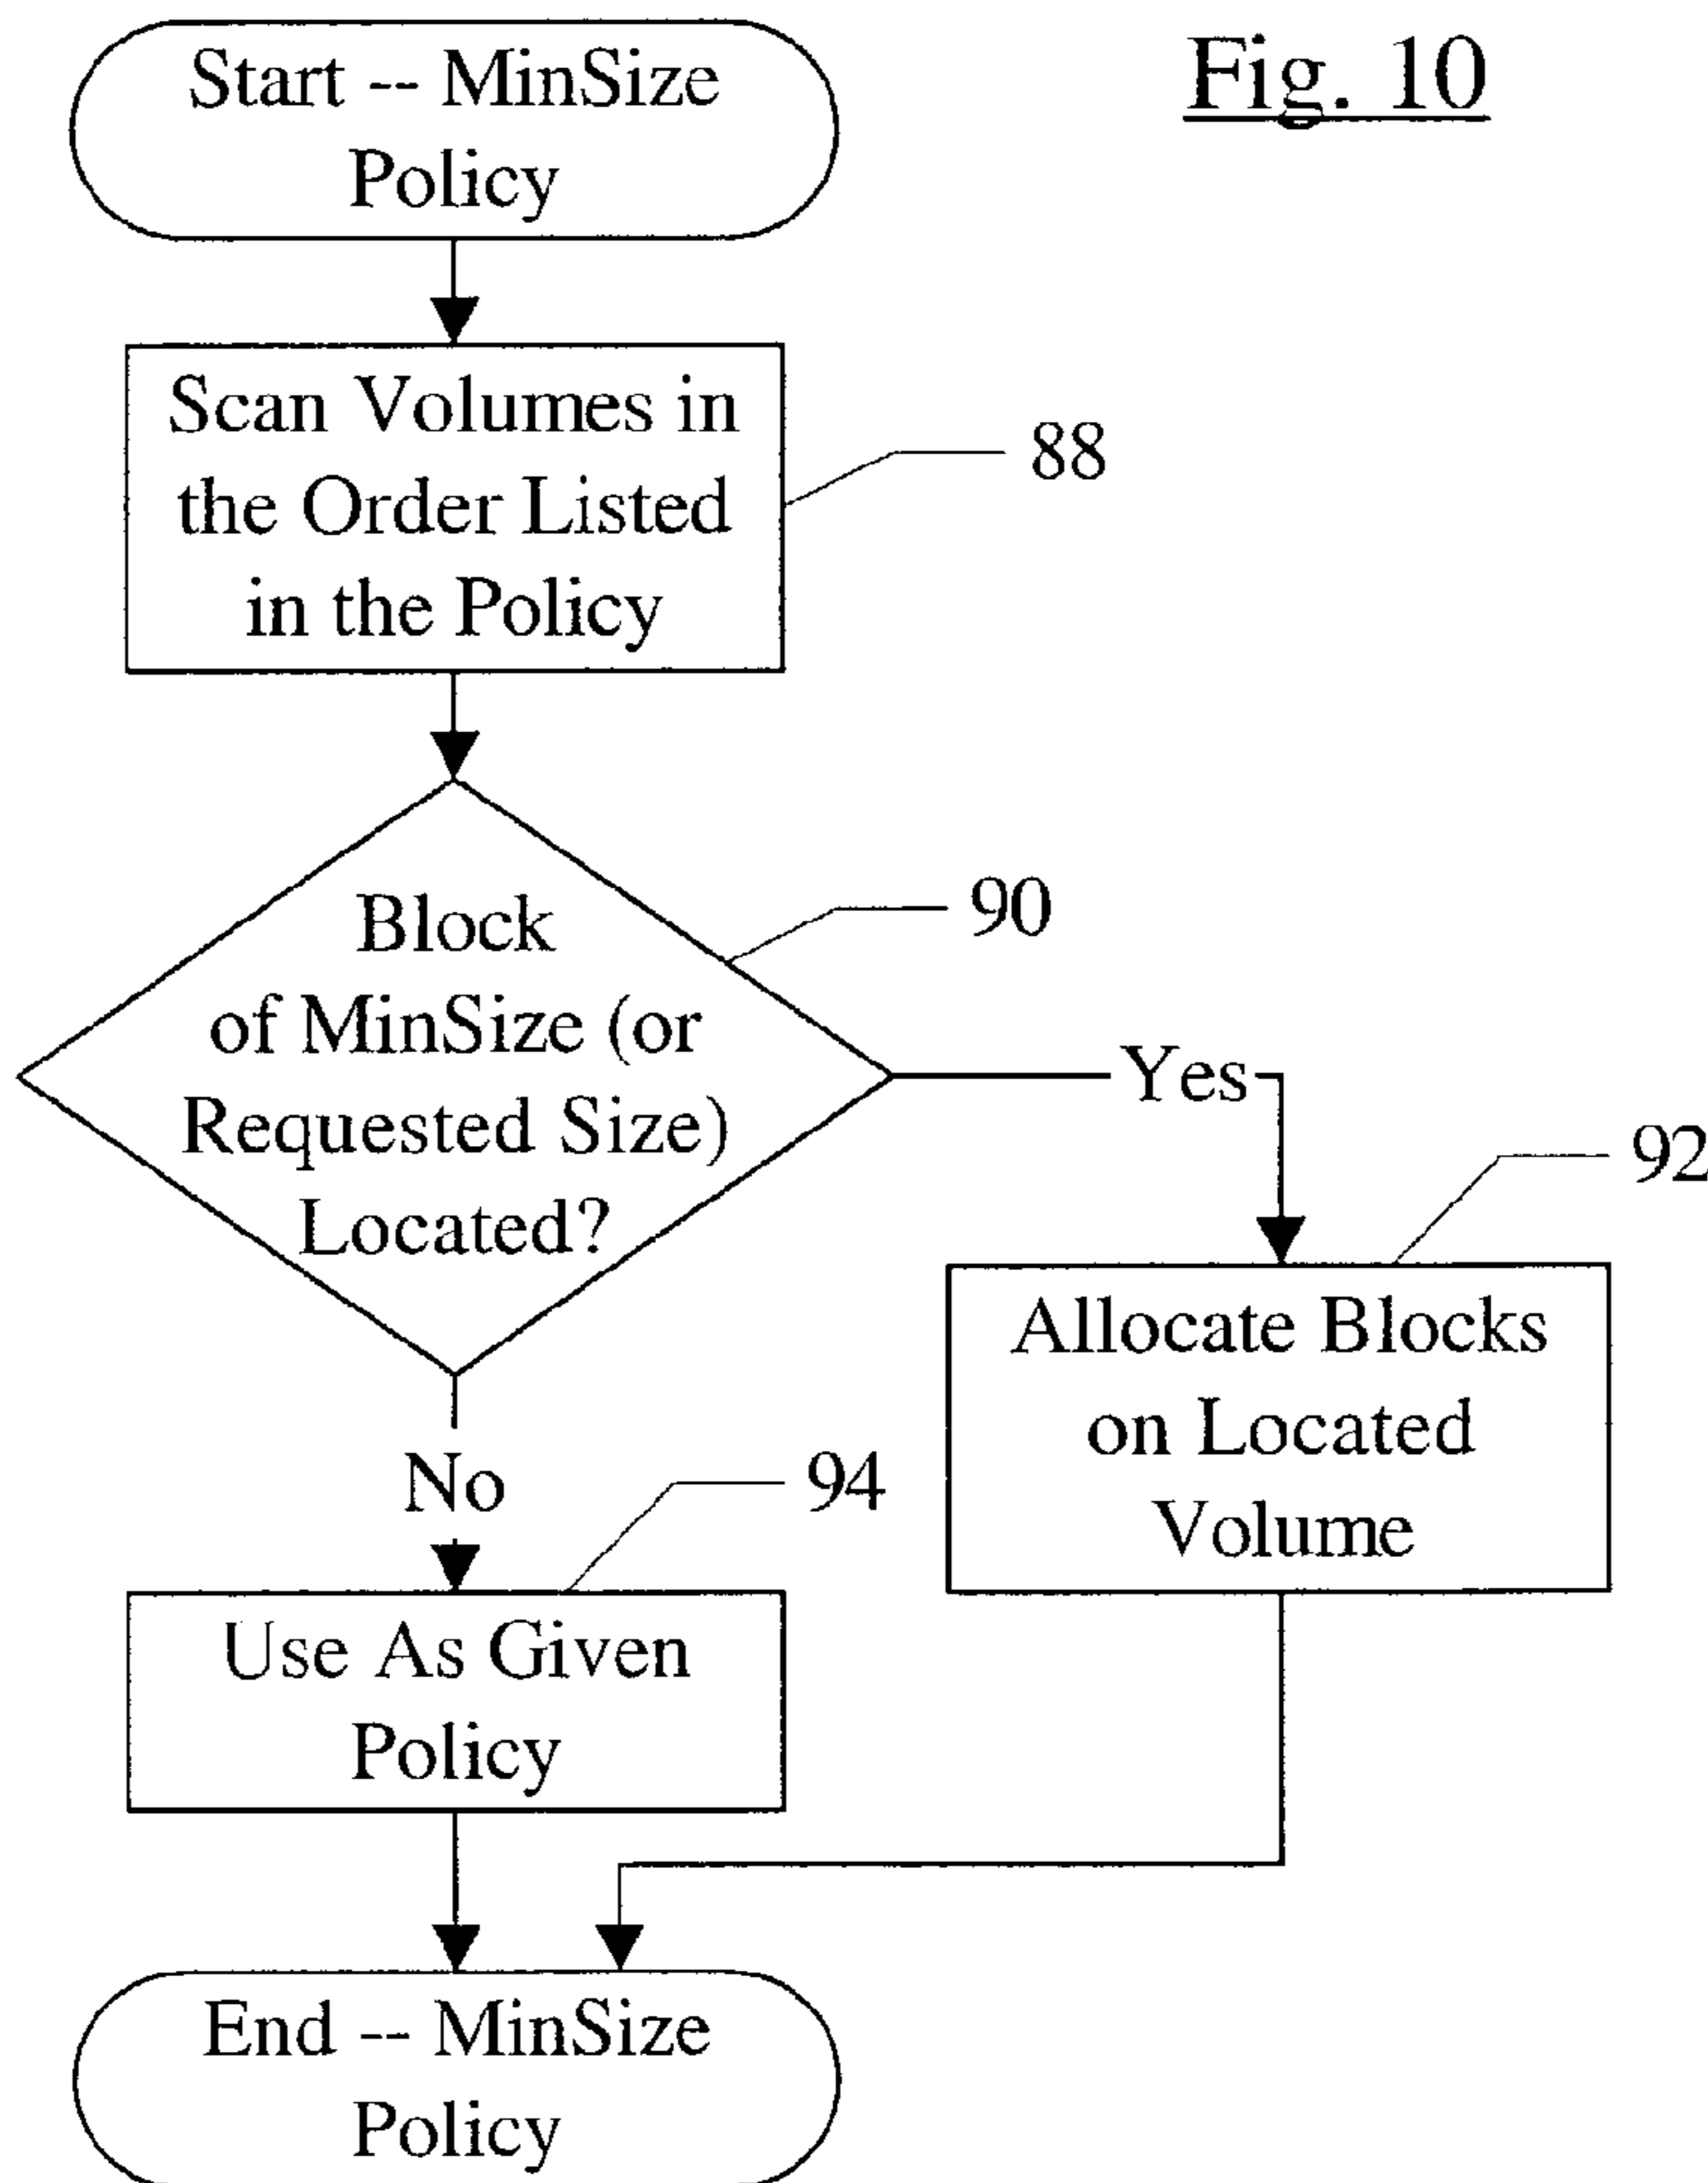 Fig. 10
Start -- MinSize
Policy
Scan Volumes in
the Order Listed
in the Policy
88
Block
of MinSize (or
Requested Size)
Located?
90
Yes
92
Allocate Blocks
on Located
Volume
No
94
Use As Given
Policy
End -- MinSize
Policy